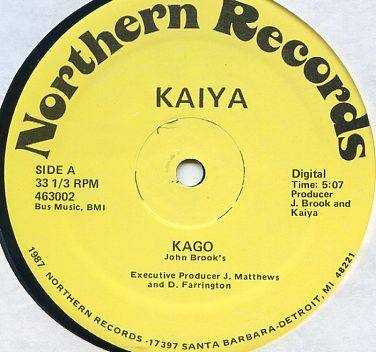 Northern Records
KAIYA
SIDE A
33 1/3 RPM
463002
Bus Music, BMI
Digital
Time: 5:07
Producer
J. Brook and
Kaiya
KAGO
John Brook's
Executive Producer J. Matthews
and D. Farrington
1987 NORTHERN RECORDS -17397 SANTA BARBARA-DETROIT, MI 48221